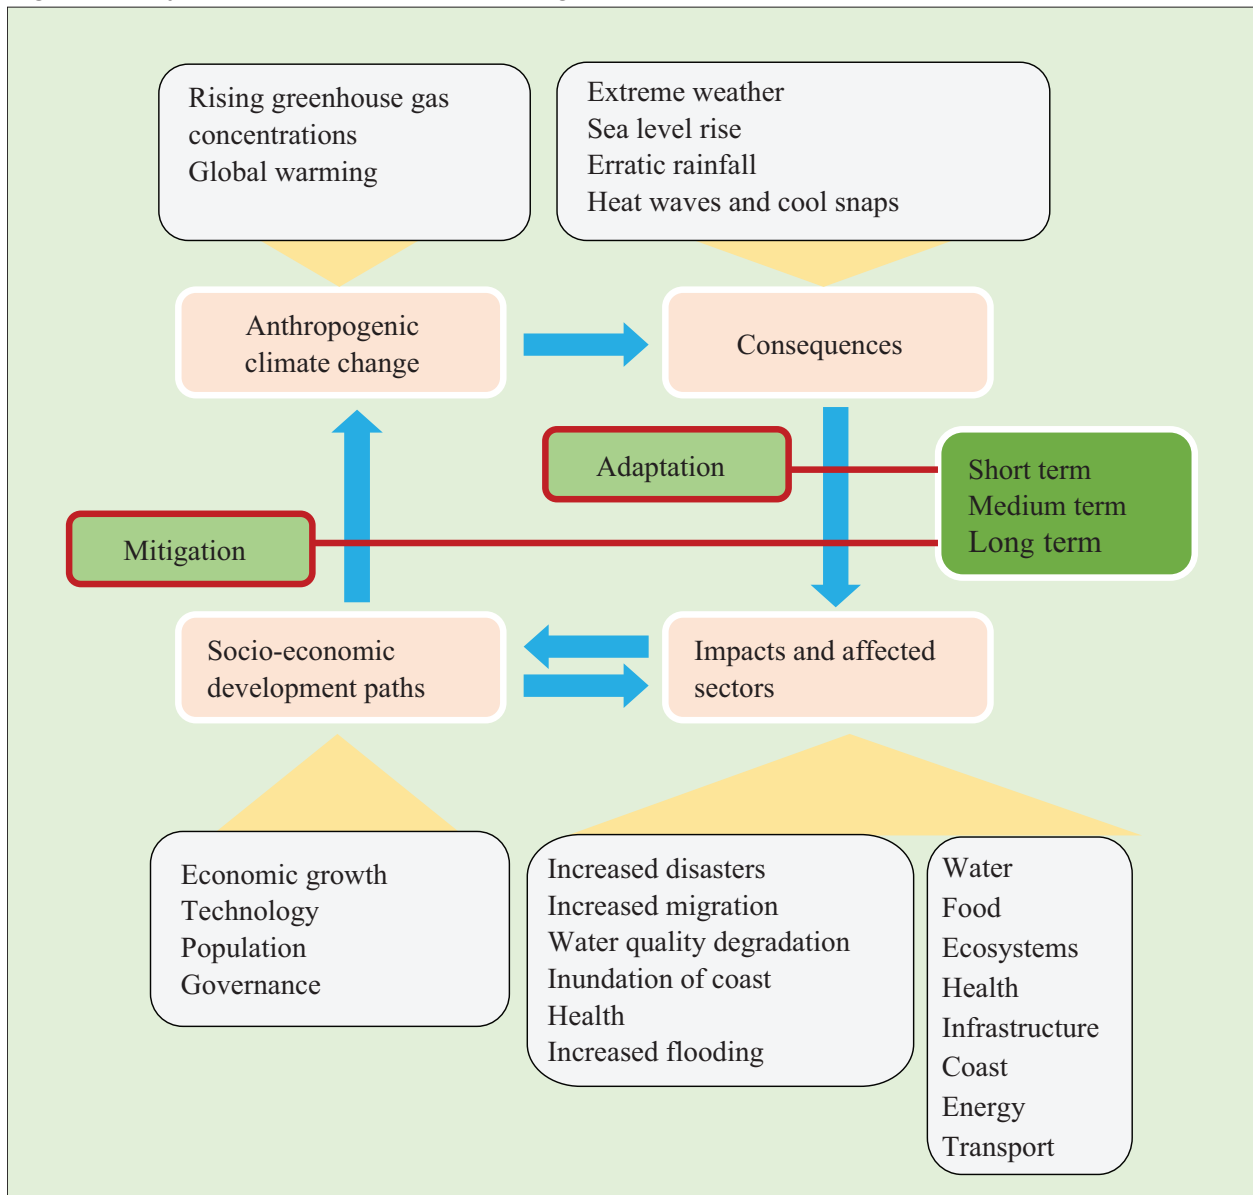 Rising greenhouse gas
concentrations
Global warming
Extreme weather
Sea level rise
Erratic rainfall
Heat waves and cool snaps
Anthropogenic
climate change
Consequences
Adaptation
Short term
Medium term
Long term
Mitigation
Socio-economic
development paths
Impacts and affected
sectors
Economic growth
Technology
Population
Governance
Increased disasters
Increased migration
Water quality degradation
Inundation of coast
Health
Increased flooding
Water
Food
Ecosystems
Health
Infrastructure
Coast
Energy
Transport